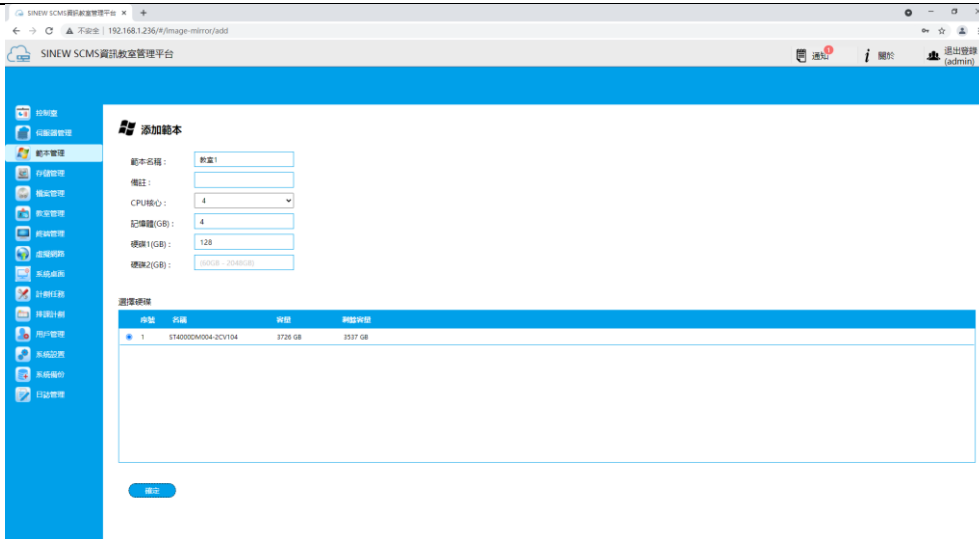 SINEW SCMS資訊教室管理平台
不安全 | 192.168.1.236/#/image-mirror/add
SINEW SCMS資訊教室管理平台
通知 1
關於
退出登錄
(admin)
控制室
伺服器管理
範本管理
存儲管理
檔案管理
教室管理
終端管理
虛擬網路
系統桌面
計劃任務
排課計劃
用戶管理
系統設置
系統備份
日誌管理
添加範本
範本名稱: 教室1
備註:
CPU核心: 4
記憶體(GB): 4
硬碟1(GB): 128
硬碟2(GB): (60GB - 2048GB)
選擇硬碟
序號 名稱 容量 剩餘容量
1 ST4000DM004-2CV104 3726 GB 3537 GB
確定